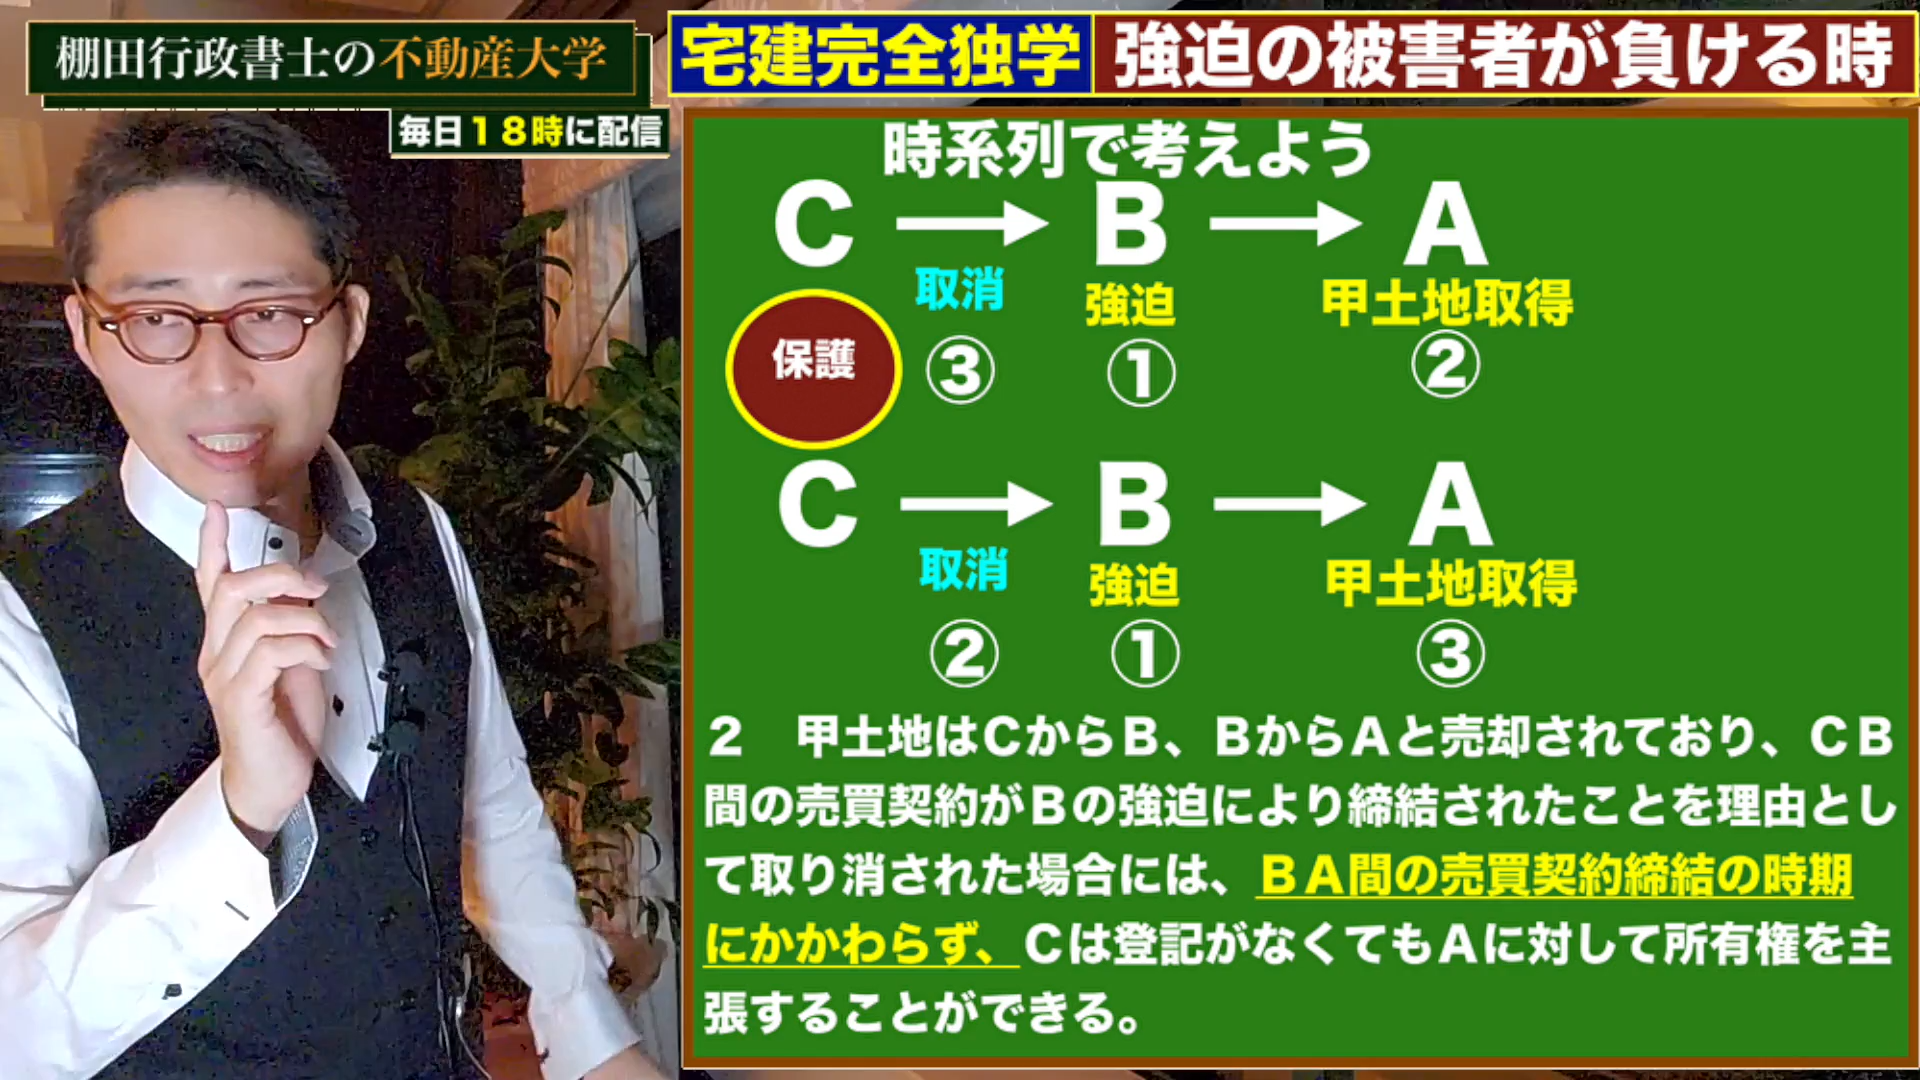 棚田行政書士の不動産大学
毎日１８時に配信
宅建完全独学
強迫の被害者が負ける時
時系列で考えよう
C → B → A
取消 強迫 甲土地取得
保護 ③ ① ②
C → B → A
取消 強迫 甲土地取得
② ① ③
２　甲土地はＣからＢ、ＢからＡと売却されており、ＣＢ
間の売買契約がＢの強迫により締結されたことを理由とし
て取り消された場合には、ＢＡ間の売買契約締結の時期
にかかわらず、Ｃは登記がなくてもＡに対して所有権を主
張することができる。